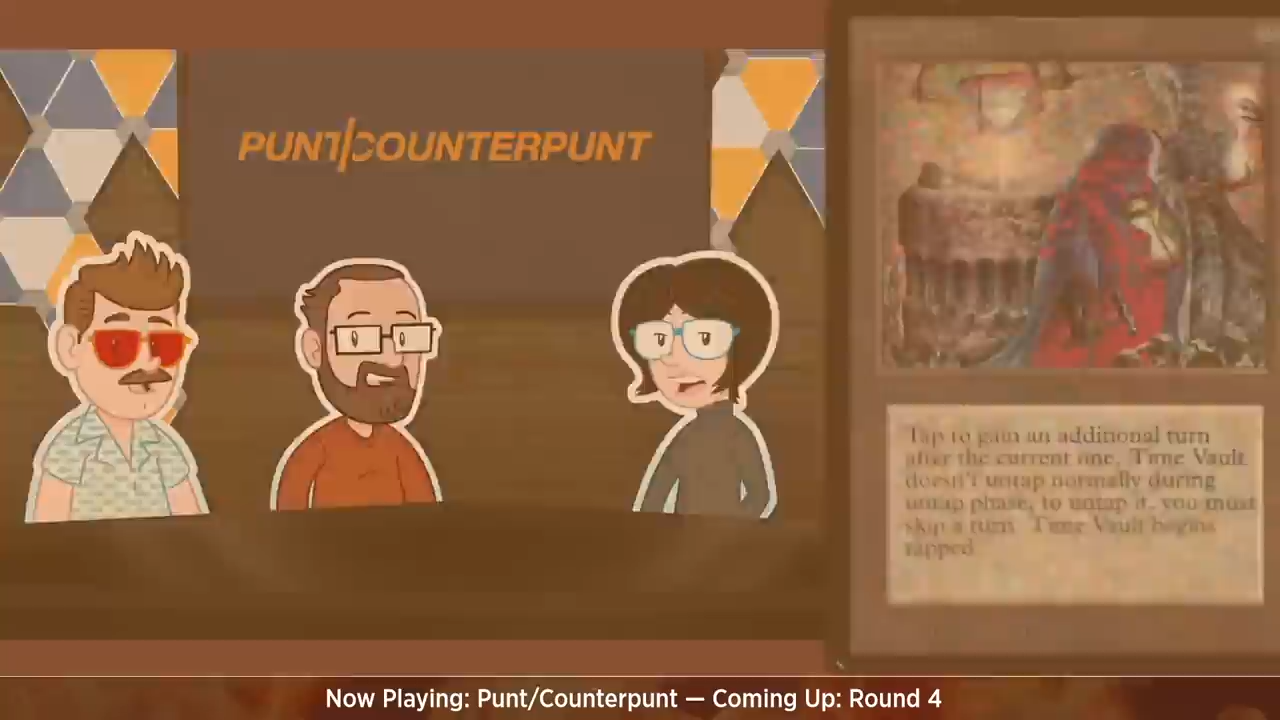 PUNT/COUNTERPUNT
Tap to gain an additional turn
after the current one. Time Vault
doesn't untap normally during
untap phase; to untap it, you must
skip a turn. Time Vault begins
tapped.
Now Playing: Punt/Counterpunt — Coming Up: Round 4